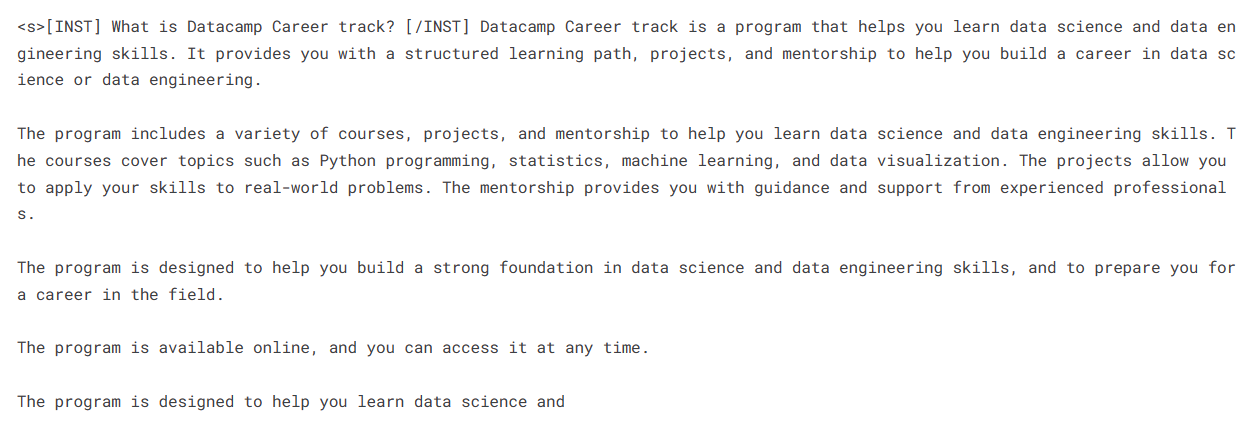 <s>[INST] What is Datacamp Career track? [/INST] Datacamp Career track is a program that helps you learn data science and data en
gineering skills. It provides you with a structured learning path, projects, and mentorship to help you build a career in data sc
ience or data engineering.
The program includes a variety of courses, projects, and mentorship to help you learn data science and data engineering skills. T
he courses cover topics such as Python programming, statistics, machine learning, and data visualization. The projects allow you
to apply your skills to real-world problems. The mentorship provides you with guidance and support from experienced professional
s.
The program is designed to help you build a strong foundation in data science and data engineering skills, and to prepare you for
a career in the field.
The program is available online, and you can access it at any time.
The program is designed to help you learn data science and